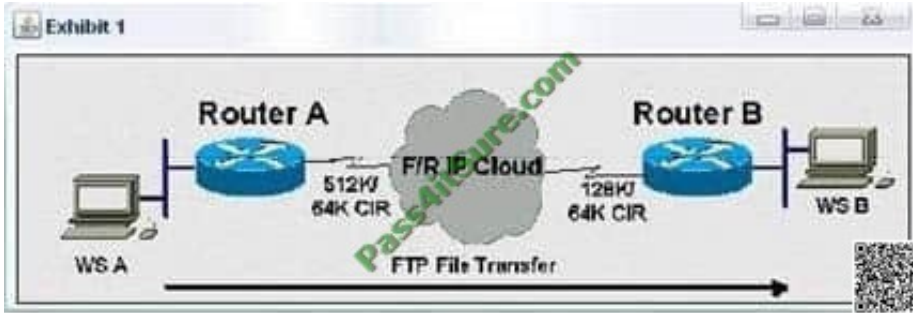 Exhibit 1
Router A
Router B
F/R IP Cloud
512K/
64K CIR
128K/
64K CIR
WS A
WS B
FTP File Transfer
Pass4itSure.com